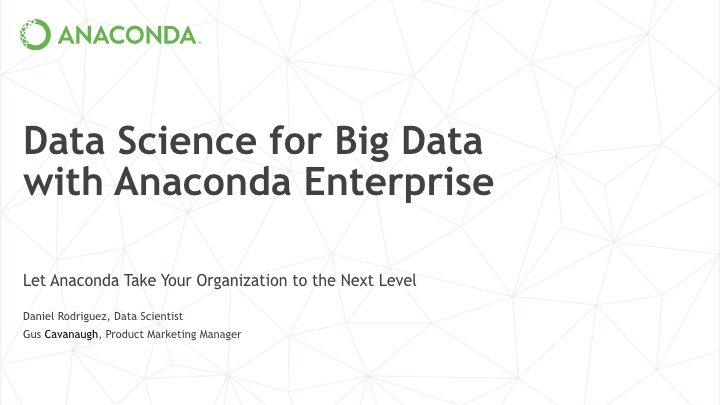 ANACONDA.
Data Science for Big Data
with Anaconda Enterprise
Let Anaconda Take Your Organization to the Next Level
Daniel Rodriguez, Data Scientist
Gus Cavanaugh, Product Marketing Manager